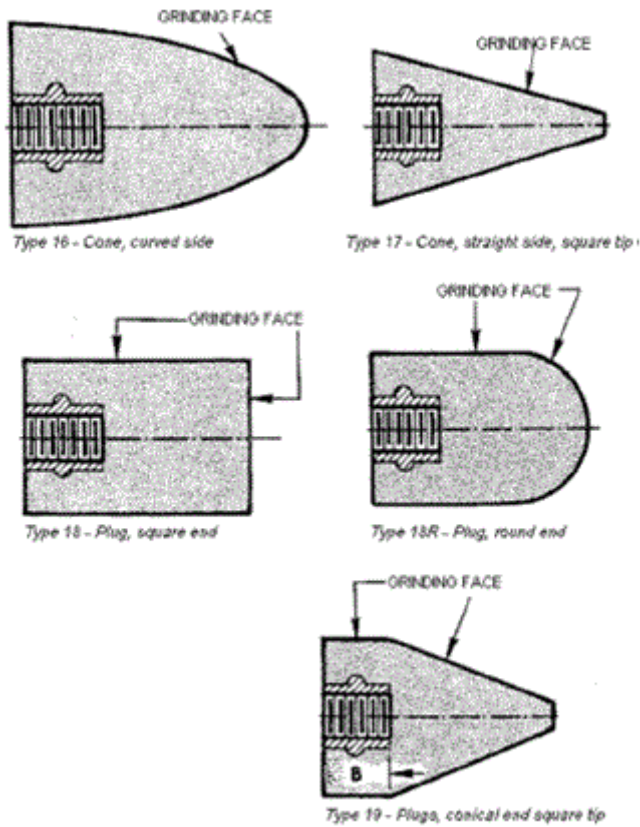 GRINDING FACE
GRINDING FACE
Type 16 - Cone, curved side
Type 17 - Cone, straight side, square tip
GRINDING FACE
GRINDING FACE
Type 18 - Plug, square end
Type 18R - Plug, round end
GRINDING FACE
B
Type 19 - Plugs, conical end square tip